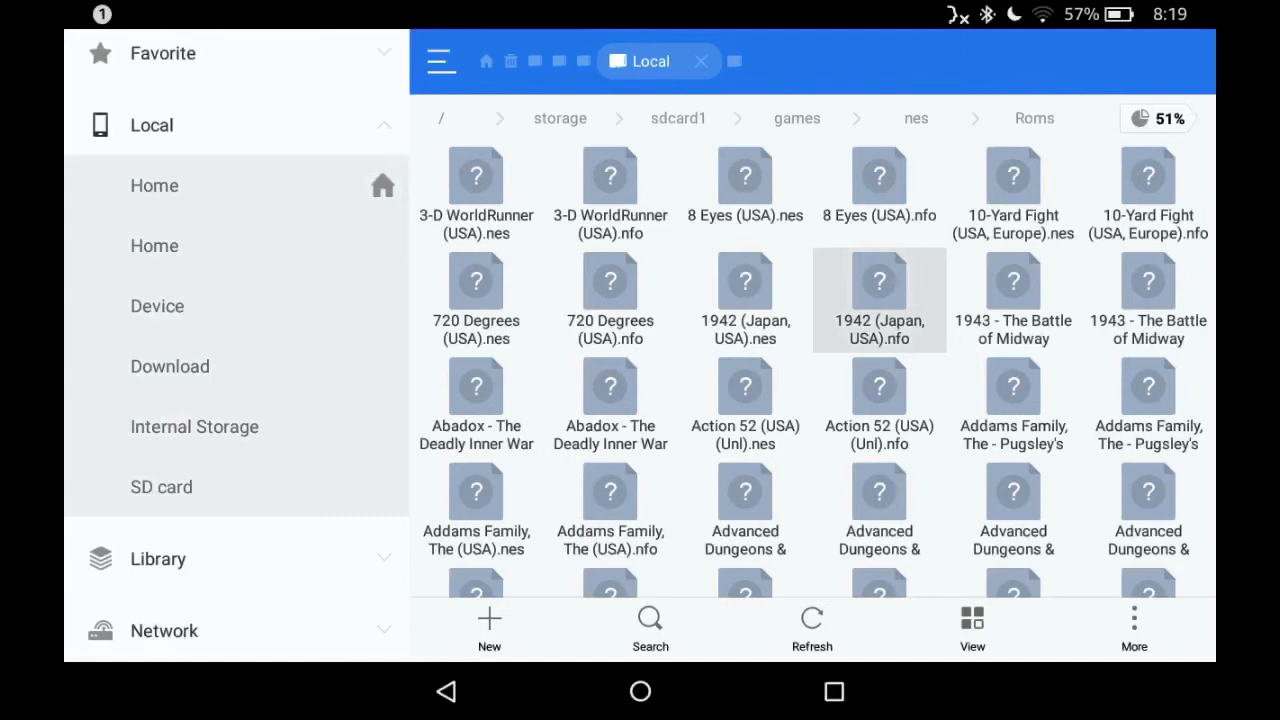 1
57%
8:19
Favorite
Local
Home
Home
Device
Download
Internal Storage
SD card
Library
Network
Local
/ storage sdcard1 games nes Roms
51%
? ? ? ? ? ?
3-D WorldRunner
(USA).nes
3-D WorldRunner
(USA).nfo
8 Eyes (USA).nes
8 Eyes (USA).nfo
10-Yard Fight
(USA, Europe).nes
10-Yard Fight
(USA, Europe).nfo
? ? ? ? ? ?
720 Degrees
(USA).nes
720 Degrees
(USA).nfo
1942 (Japan,
USA).nes
1942 (Japan,
USA).nfo
1943 - The Battle
of Midway
1943 - The Battle
of Midway
? ? ? ? ? ?
Abadox - The
Deadly Inner War
Abadox - The
Deadly Inner War
Action 52 (USA)
(Unl).nes
Action 52 (USA)
(Unl).nfo
Addams Family,
The - Pugsley's
Addams Family,
The - Pugsley's
? ? ? ? ? ?
Addams Family,
The (USA).nes
Addams Family,
The (USA).nfo
Advanced
Dungeons &
Advanced
Dungeons &
Advanced
Dungeons &
Advanced
Dungeons &
? ? ? ? ? ?
New
Search
Refresh
View
More